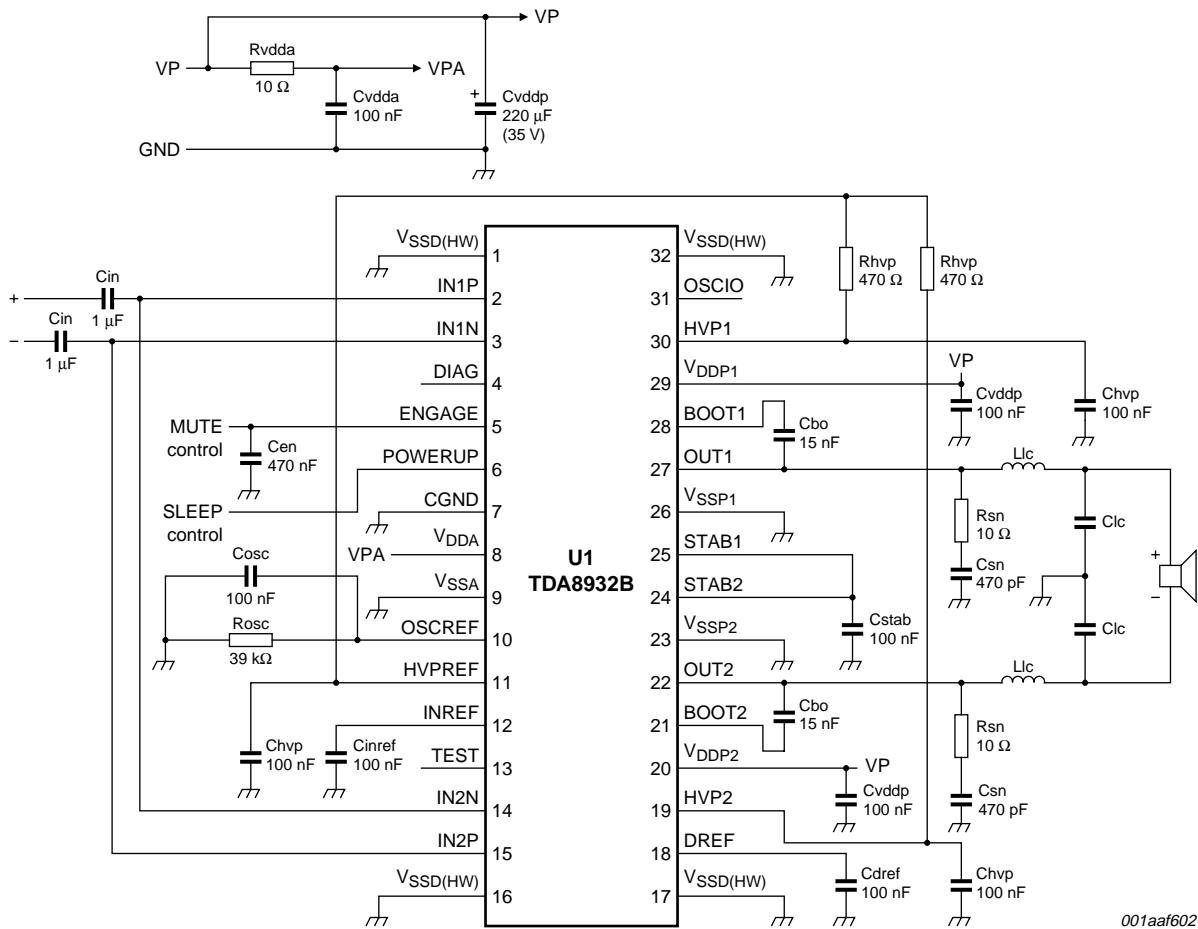 VP
Rvdda
VP
VPA
10 Ω
Cvdda
100 nF
+
Cvddp
220 μF
(35 V)
GND
VSSD(HW)
1
IN1P
2
IN1N
3
DIAG
4
ENGAGE
5
POWERUP
6
CGND
7
VDDA
8
VSSA
9
OSCREF
10
HVPREF
11
INREF
12
TEST
13
IN2N
14
IN2P
15
VSSD(HW)
16
Cin
+
1 μF
Cin
−
1 μF
MUTE
control
Cen
470 nF
SLEEP
control
VPA
Cosc
100 nF
Rosc
39 kΩ
Chvp
100 nF
Cinref
100 nF
U1
TDA8932B
32
VSSD(HW)
31
OSCIO
30
HVP1
29
VDDP1
28
BOOT1
27
OUT1
26
VSSP1
25
STAB1
24
STAB2
23
VSSP2
22
OUT2
21
BOOT2
20
VDDP2
19
HVP2
18
DREF
17
VSSD(HW)
Rhvp
470 Ω
Rhvp
470 Ω
VP
Cvddp
100 nF
Chvp
100 nF
Cbo
15 nF
Llc
Rsn
10 Ω
Csn
470 pF
Clc
+
−
Cstab
100 nF
Clc
Llc
Cbo
15 nF
Rsn
10 Ω
VP
Cvddp
100 nF
Csn
470 pF
Cdref
100 nF
Chvp
100 nF
001aaf602